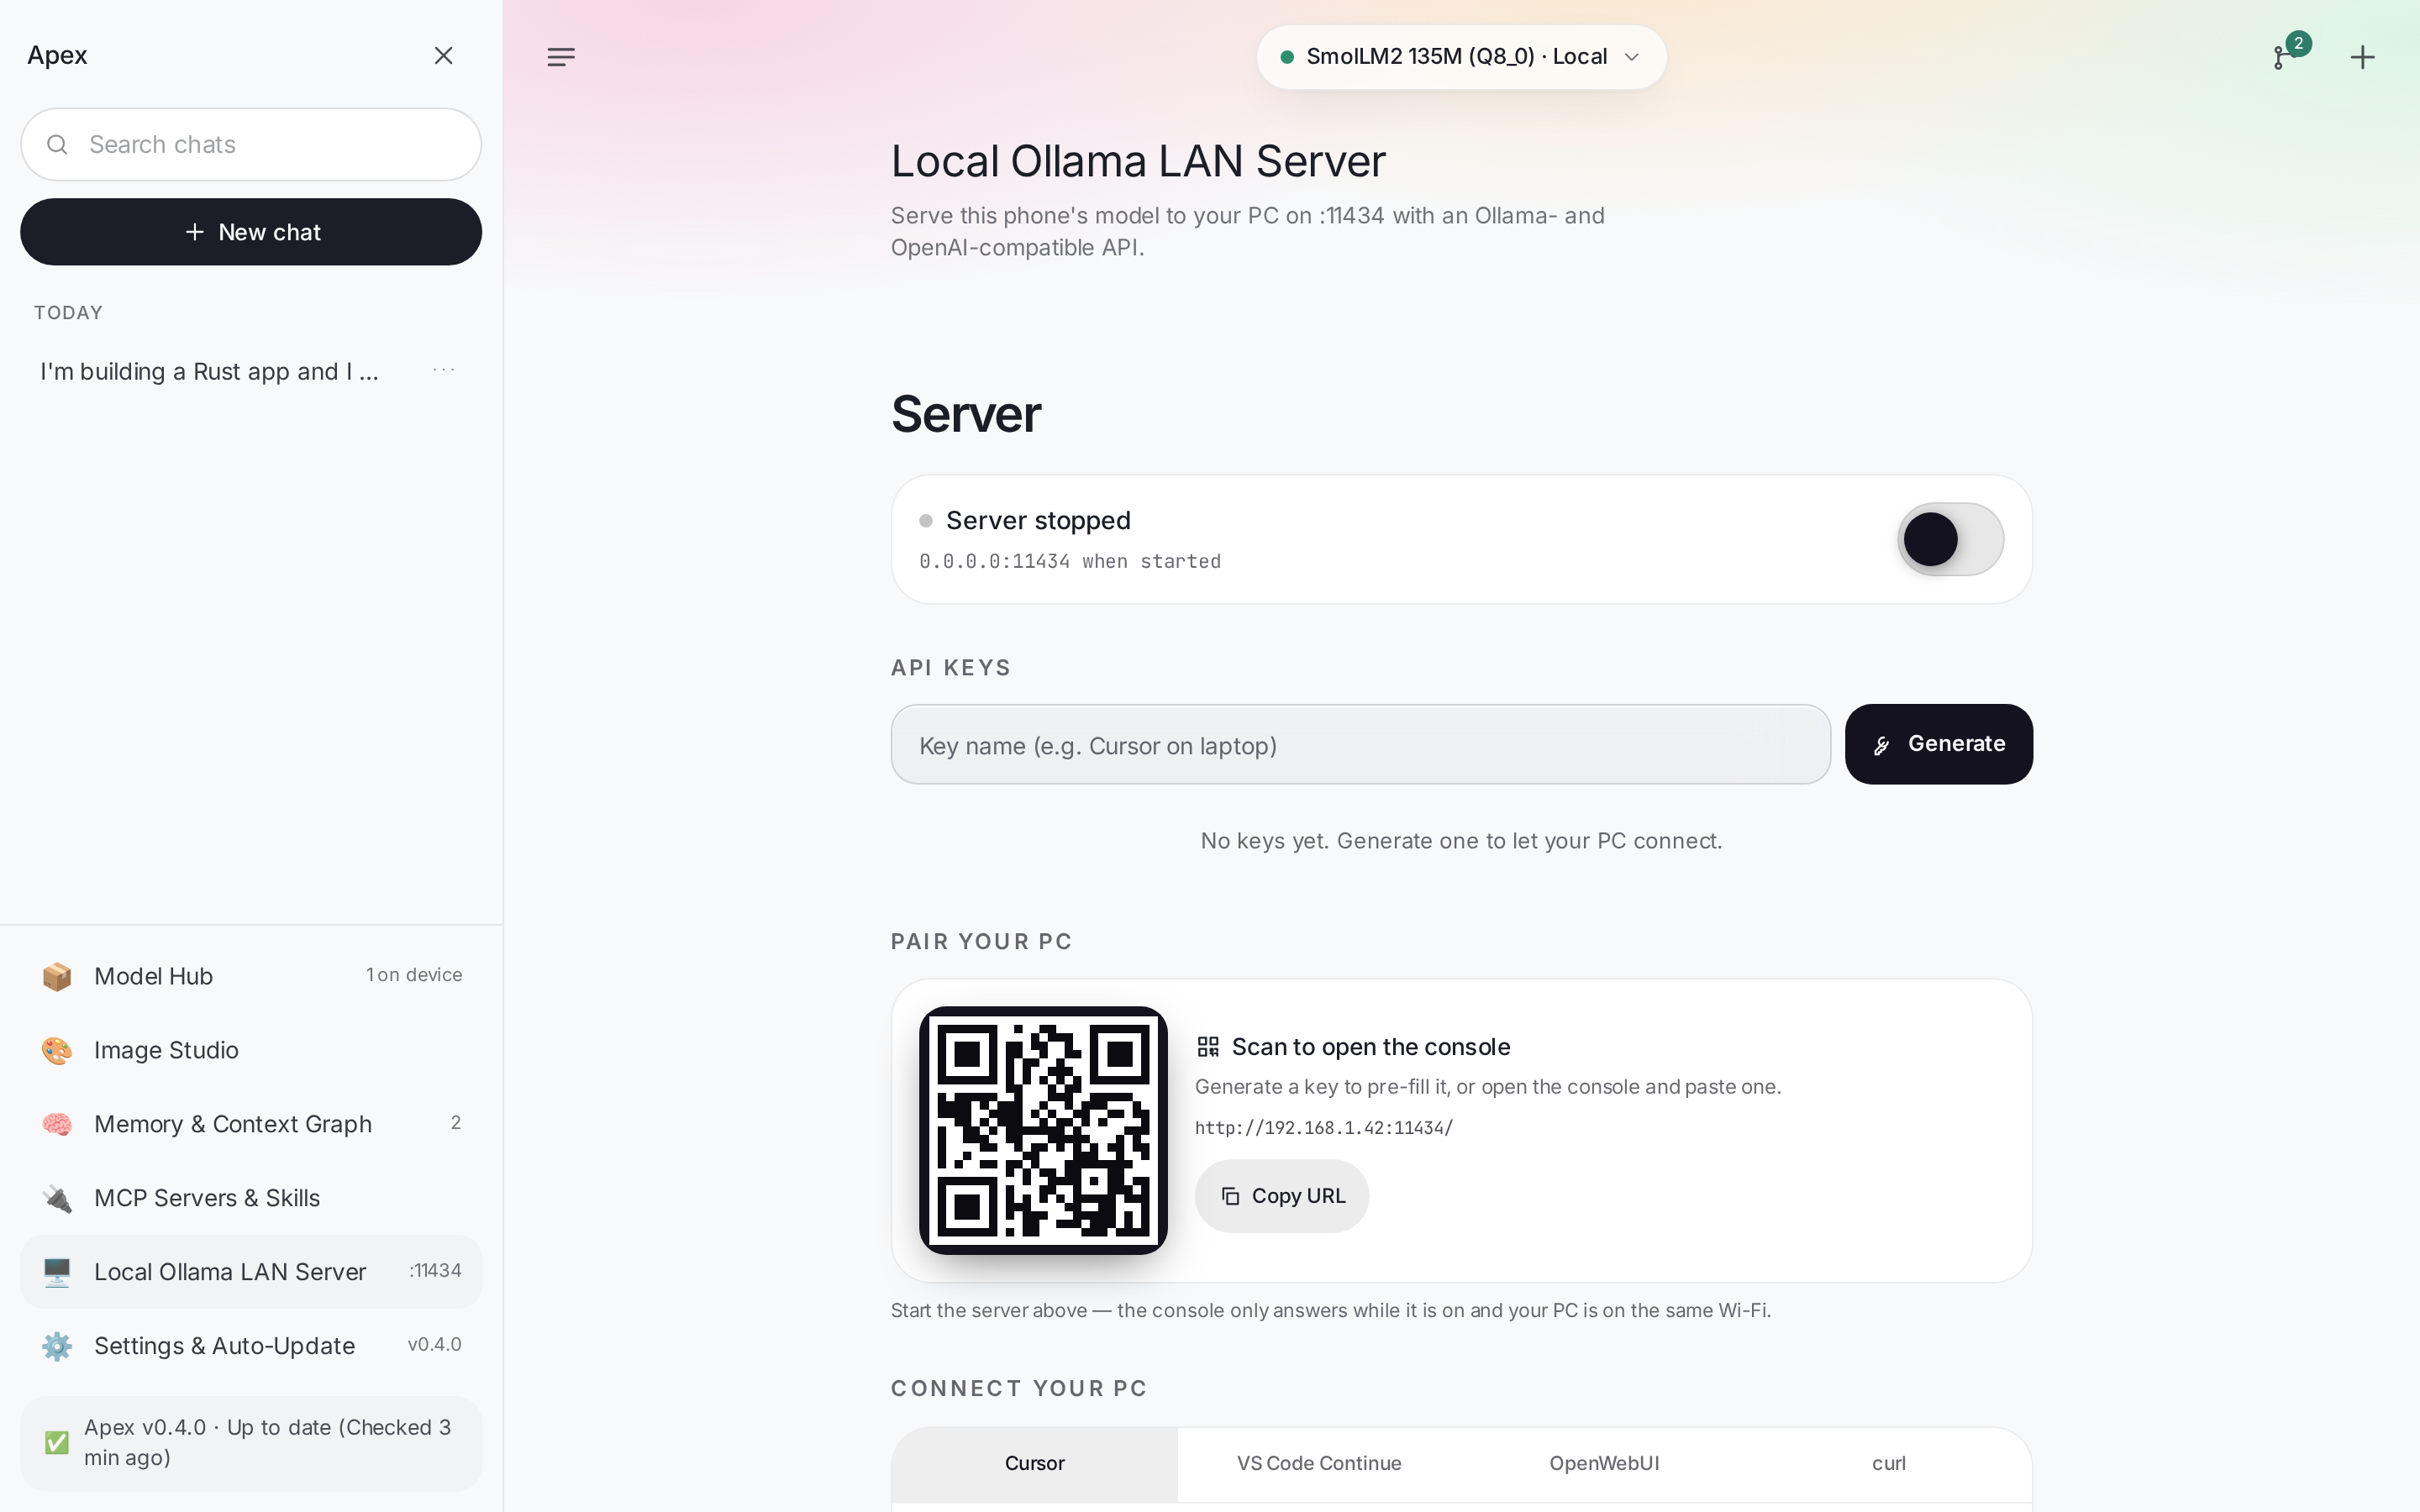 Apex
Search chats
New chat
TODAY
I'm building a Rust app and I ...
Model Hub
1 on device
Image Studio
Memory & Context Graph
2
MCP Servers & Skills
Local Ollama LAN Server
:11434
Settings & Auto-Update
v0.4.0
Apex v0.4.0 · Up to date (Checked 3
min ago)
SmolLM2 135M (Q8_0) · Local
2
Local Ollama LAN Server
Serve this phone's model to your PC on :11434 with an Ollama- and
OpenAI-compatible API.
Server
Server stopped
0.0.0.0:11434 when started
API KEYS
Key name (e.g. Cursor on laptop)
Generate
No keys yet. Generate one to let your PC connect.
PAIR YOUR PC
Scan to open the console
Generate a key to pre-fill it, or open the console and paste one.
http://192.168.1.42:11434/
Copy URL
Start the server above — the console only answers while it is on and your PC is on the same Wi-Fi.
CONNECT YOUR PC
Cursor
VS Code Continue
OpenWebUI
curl